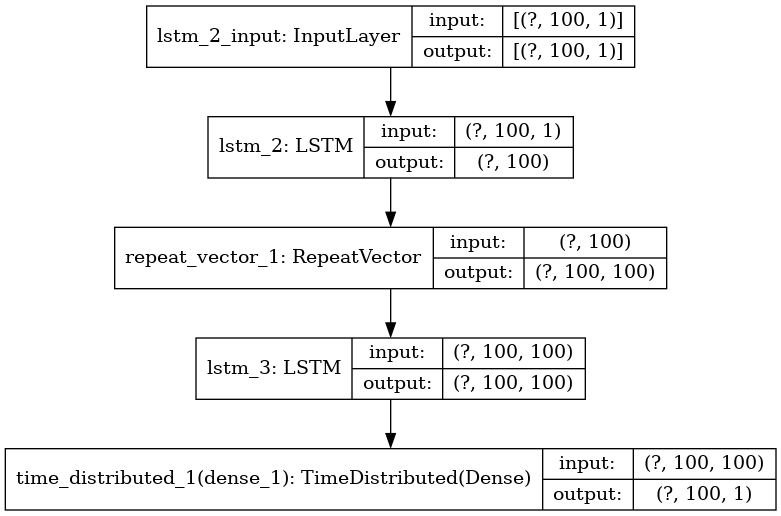 lstm_2_input: InputLayer
input: [(?, 100, 1)]
output: [(?, 100, 1)]
lstm_2: LSTM
input: (?, 100, 1)
output: (?, 100)
repeat_vector_1: RepeatVector
input: (?, 100)
output: (?, 100, 100)
lstm_3: LSTM
input: (?, 100, 100)
output: (?, 100, 100)
time_distributed_1(dense_1): TimeDistributed(Dense)
input: (?, 100, 100)
output: (?, 100, 1)